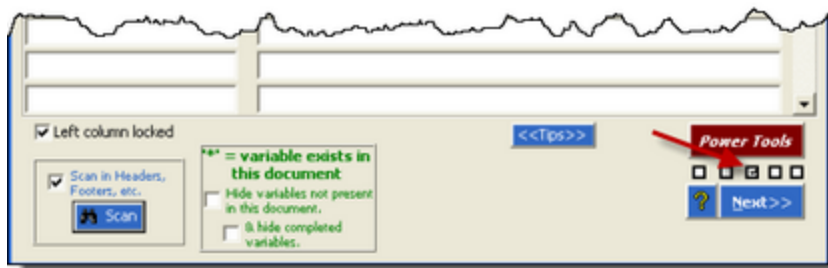 Left column locked
<<Tips>>
Power Tools
Scan in Headers,
Footers, etc.
Scan
"*" = variable exists in
this document
Hide variables not present
in this document.
& hide completed
variables.
?
Next>>